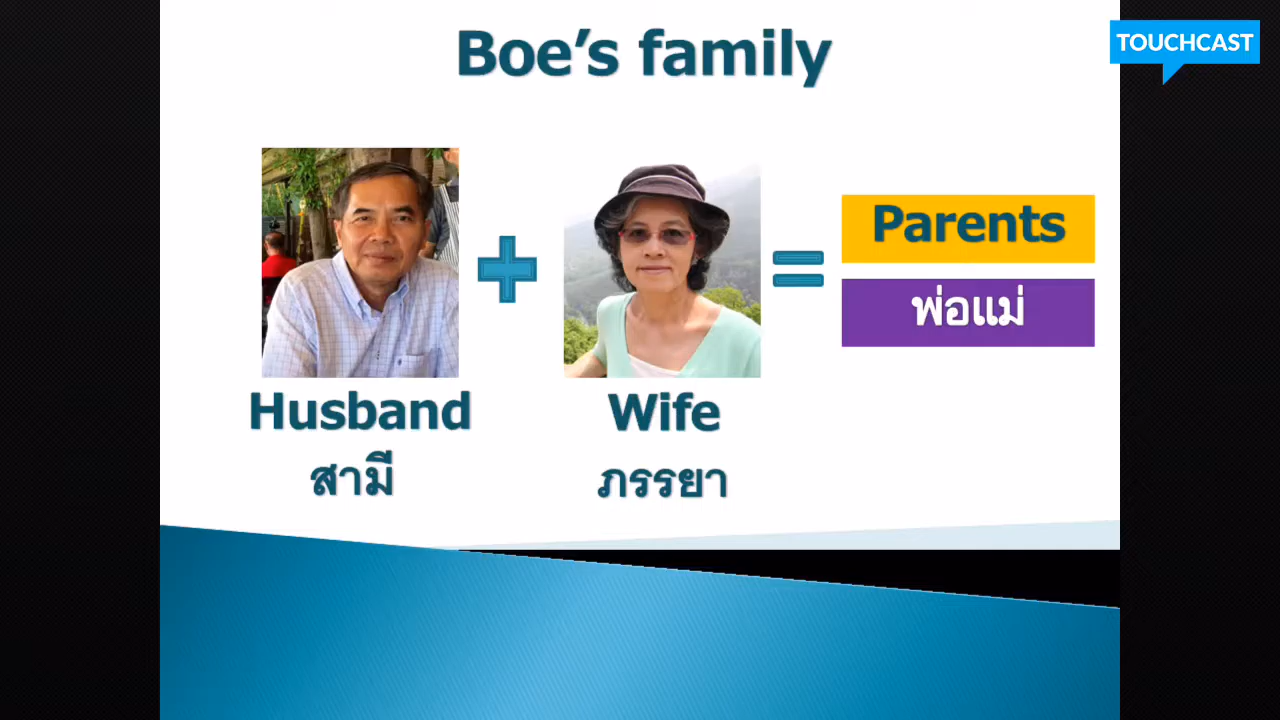 Boe’s family
TOUCHCAST
Parents
พ่อแม่
Husband
Wife
สามี
ภรรยา